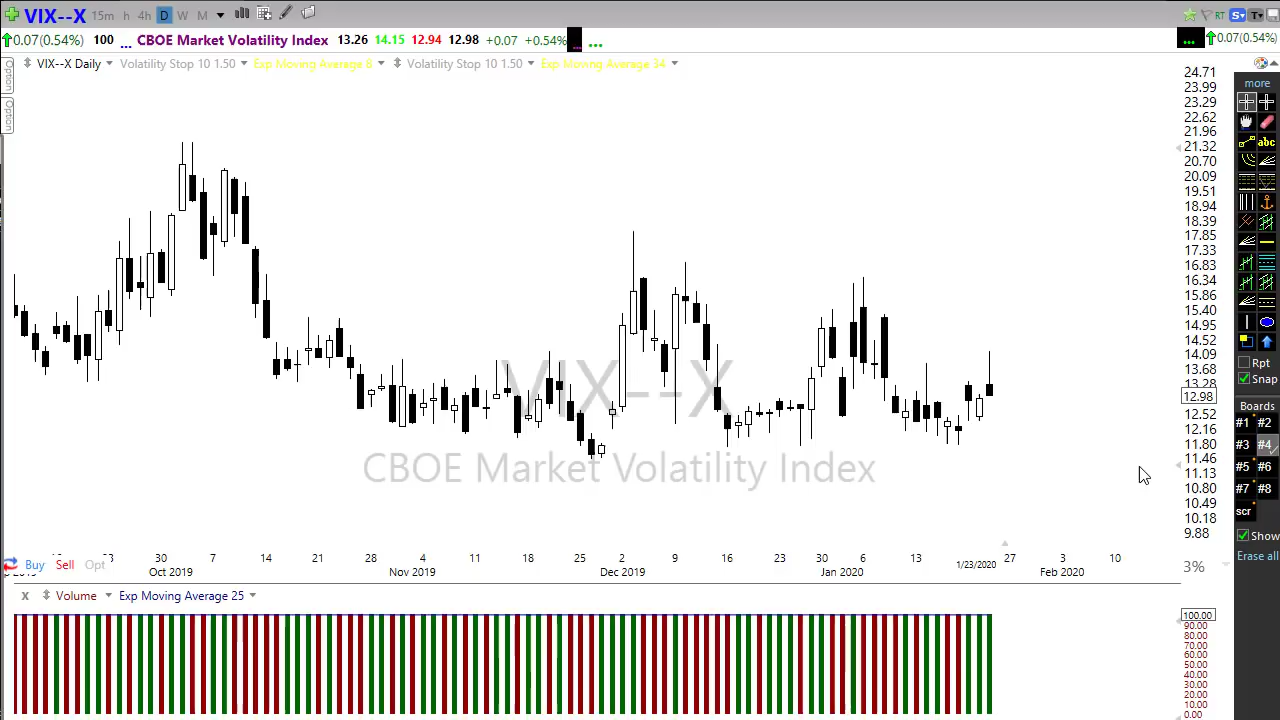 VIX--X 15m h 4h D W M RT S T
0.07(0.54%) 100 ... CBOE Market Volatility Index 13.26 14.15 12.94 12.98 +0.07 +0.54% ... ... 0.07(0.54%)
VIX--X Daily Volatility Stop 10 1.50 Exp Moving Average 8 Volatility Stop 10 1.50 Exp Moving Average 34
Option
Option
24.71
23.99
23.29
22.62
21.96
21.32
20.70
20.09
19.51
18.94
18.39
17.85
17.33
16.83
16.34
15.86
15.40
14.95
14.52
14.09
13.68
13.28
12.98
12.52
12.16
11.80
11.46
11.13
10.80
10.49
10.18
9.88
more
abc
Rpt
Snap
Boards
#1 #2
#3 #4
#5 #6
#7 #8
scr
Show
Erase all
VIX--X
CBOE Market Volatility Index
30 7 14 21 28 4 11 18 25 2 9 16 23 30 6 13 1/23/2020 27 3 10
Buy Sell Opt
Oct 2019 Nov 2019 Dec 2019 Jan 2020 Feb 2020
3%
x Volume Exp Moving Average 25
100.00
90.00
80.00
70.00
60.00
50.00
40.00
30.00
20.00
10.00
0.00